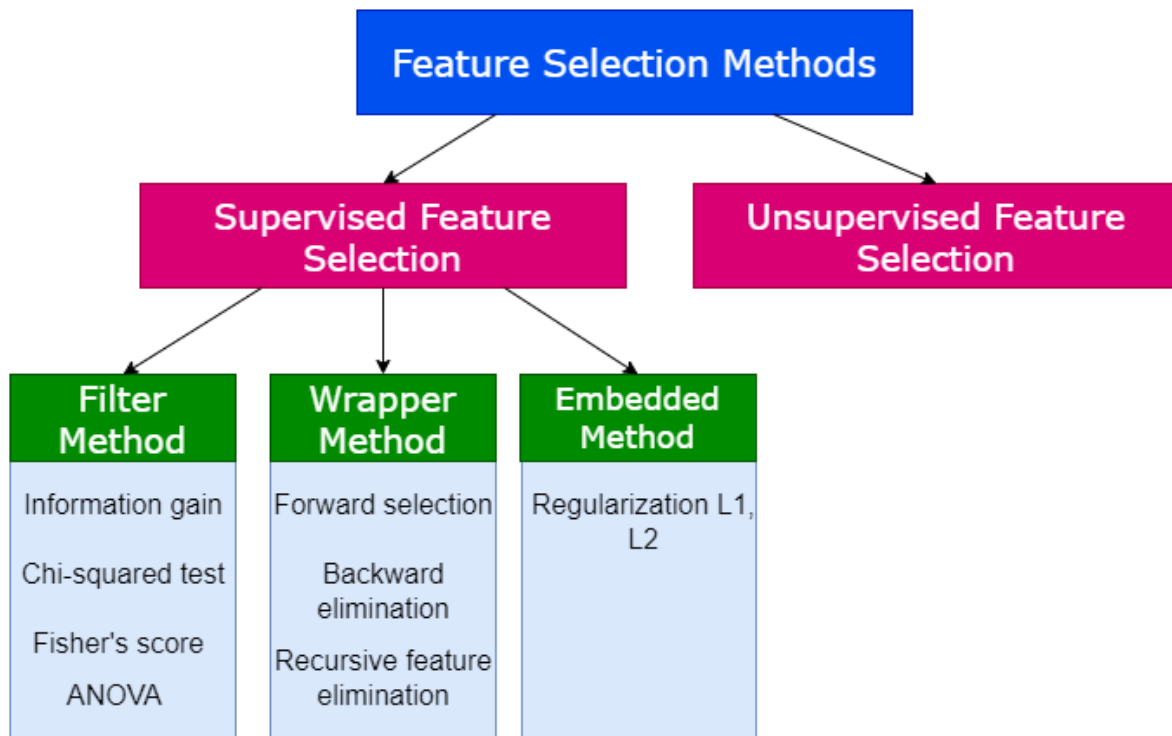 Feature Selection Methods
Supervised Feature
Selection
Unsupervised Feature
Selection
Filter
Method
Information gain
Chi-squared test
Fisher's score
ANOVA
Wrapper
Method
Forward selection
Backward
elimination
Recursive feature
elimination
Embedded
Method
Regularization L1,
L2